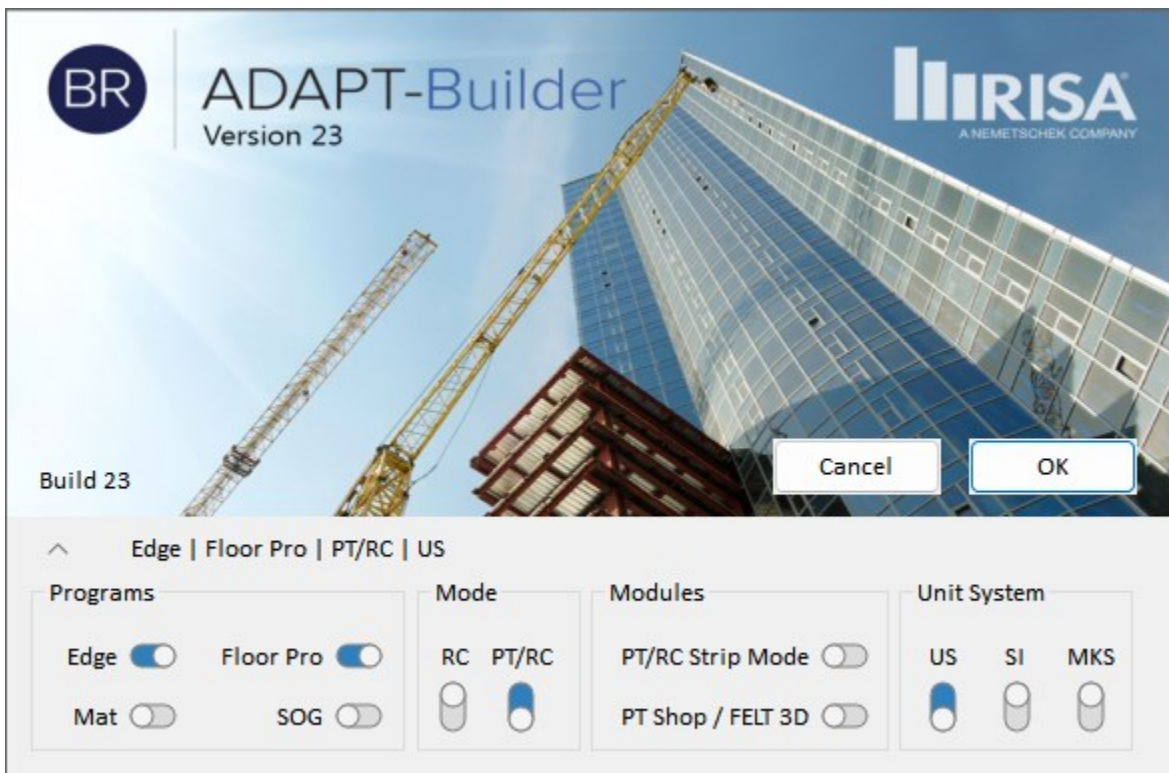 BR
ADAPT-Builder
Version 23
RISA
A NEMETSCHEK COMPANY
Build 23
Cancel
OK
Edge | Floor Pro | PT/RC | US
Programs
Edge
Floor Pro
Mat
SOG
Mode
RC PT/RC
Modules
PT/RC Strip Mode
PT Shop / FELT 3D
Unit System
US SI MKS